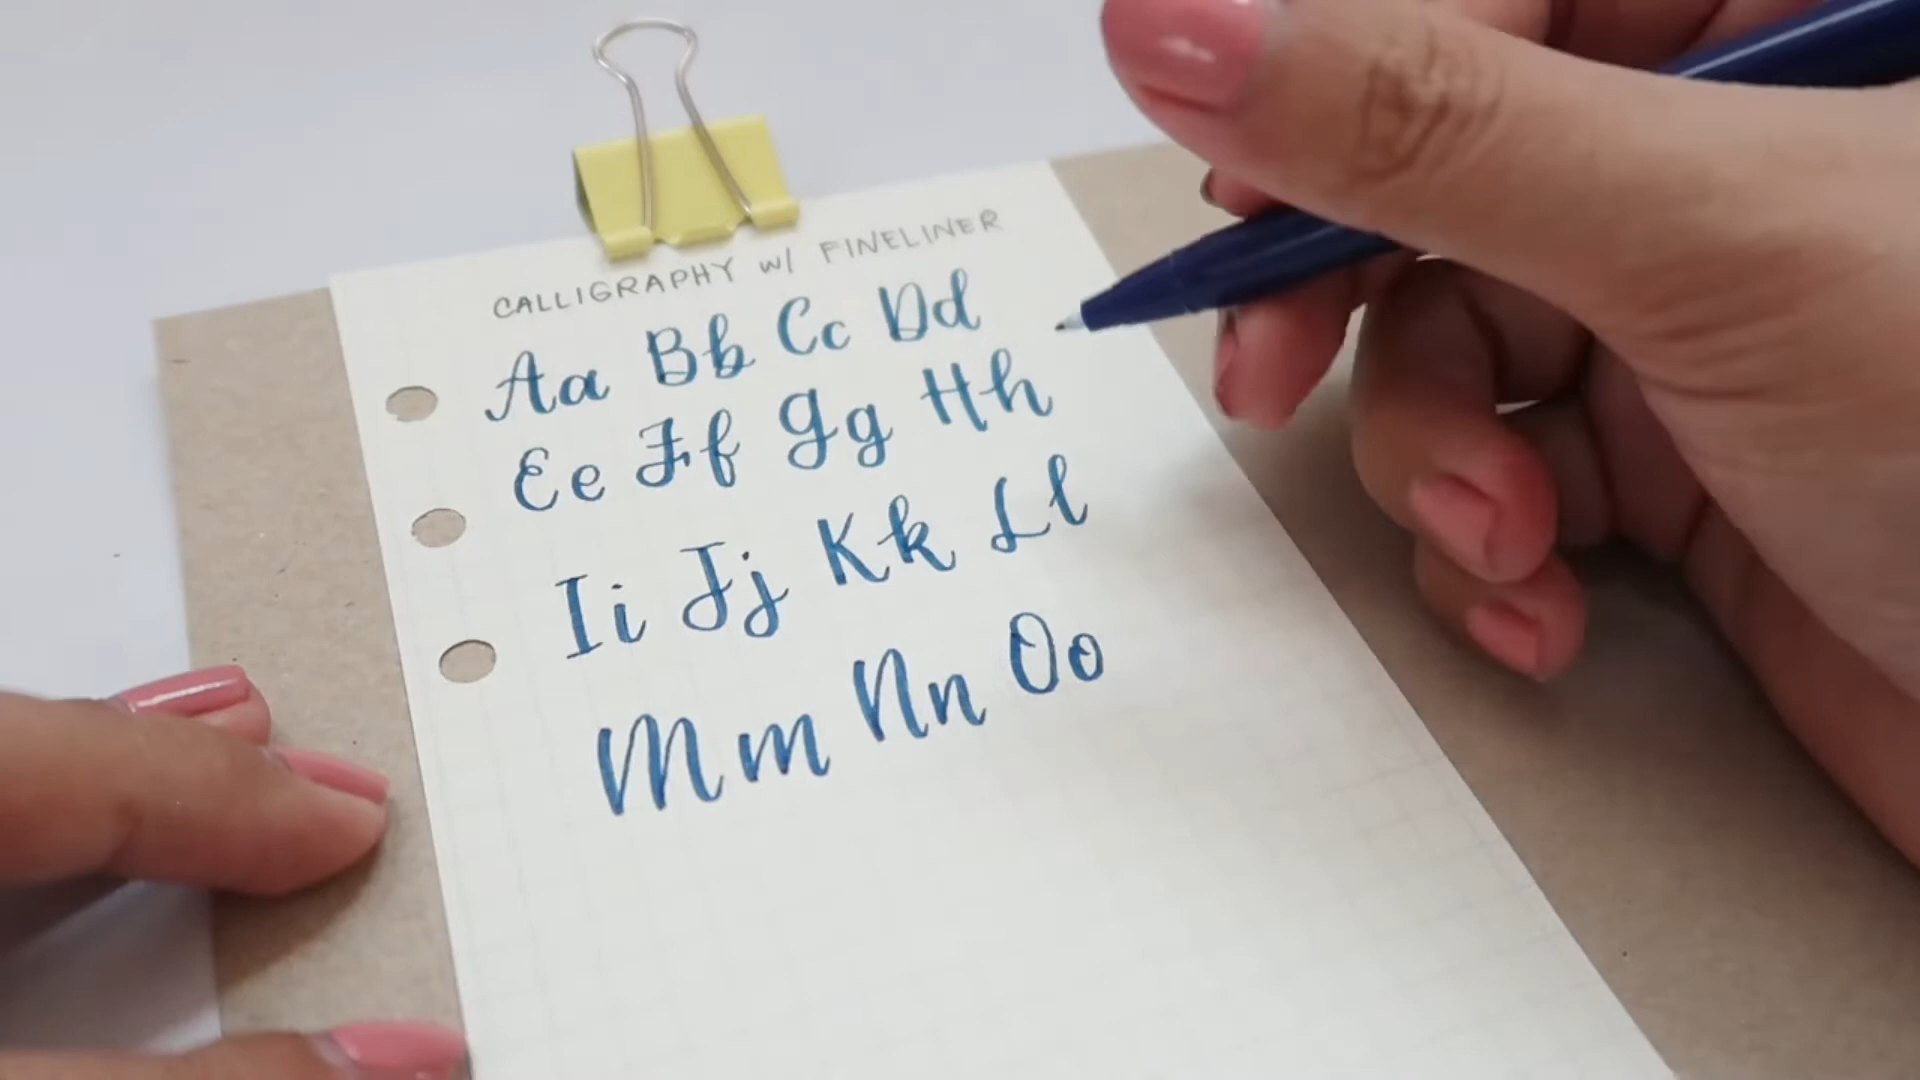 CALLIGRAPHY w/ FINELINER
Aa Bb Cc Dd
Ee Ff Gg Hh
Ii Jj Kk Ll
Mm Nn Oo